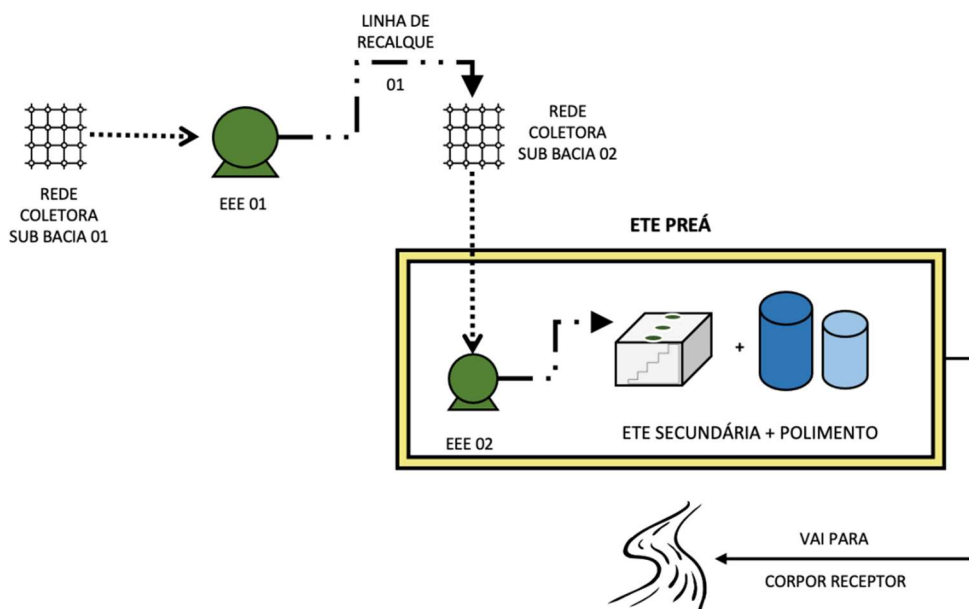 LINHA DE
RECALQUE
01
REDE
COLETORA
SUB BACIA 01
EEE 01
REDE
COLETORA
SUB BACIA 02
ETE PREÁ
EEE 02
+
ETE SECUNDÁRIA + POLIMENTO
VAI PARA
CORPOR RECEPTOR